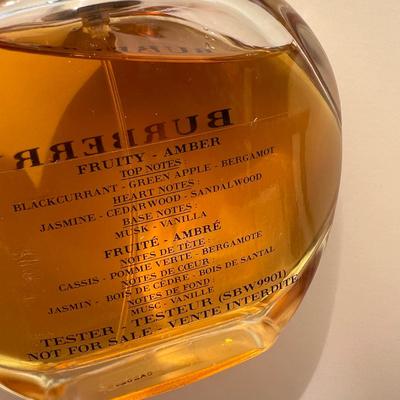 BURBERRY
FRUITY - AMBER
TOP NOTES :
BLACKCURRANT - GREEN APPLE - BERGAMOT
HEART NOTES :
JASMINE - CEDARWOOD - SANDALWOOD
BASE NOTES :
MUSK - VANILLA
FRUITÉ - AMBRÉ
NOTES DE TÊTE :
CASSIS - POMME VERTE - BERGAMOTE
NOTES DE CŒUR :
JASMIN - BOIS DE CÈDRE - BOIS DE SANTAL
NOTES DE FOND :
MUSC - VANILLE
TESTER - TESTEUR (SBW9901)
NOT FOR SALE - VENTE INTERDITE